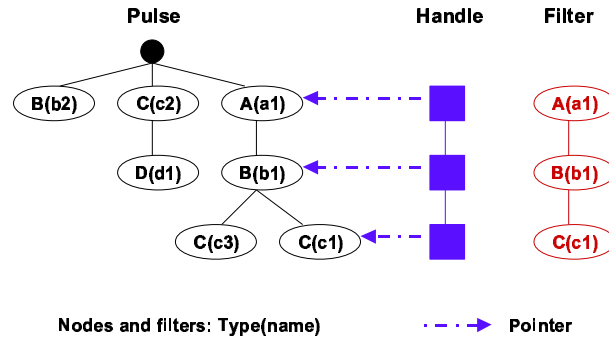 Pulse Handle Filter
B(b2) C(c2) A(a1) A(a1)
D(d1) B(b1) B(b1)
C(c3) C(c1) C(c1)
Nodes and filters: Type(name) Pointer